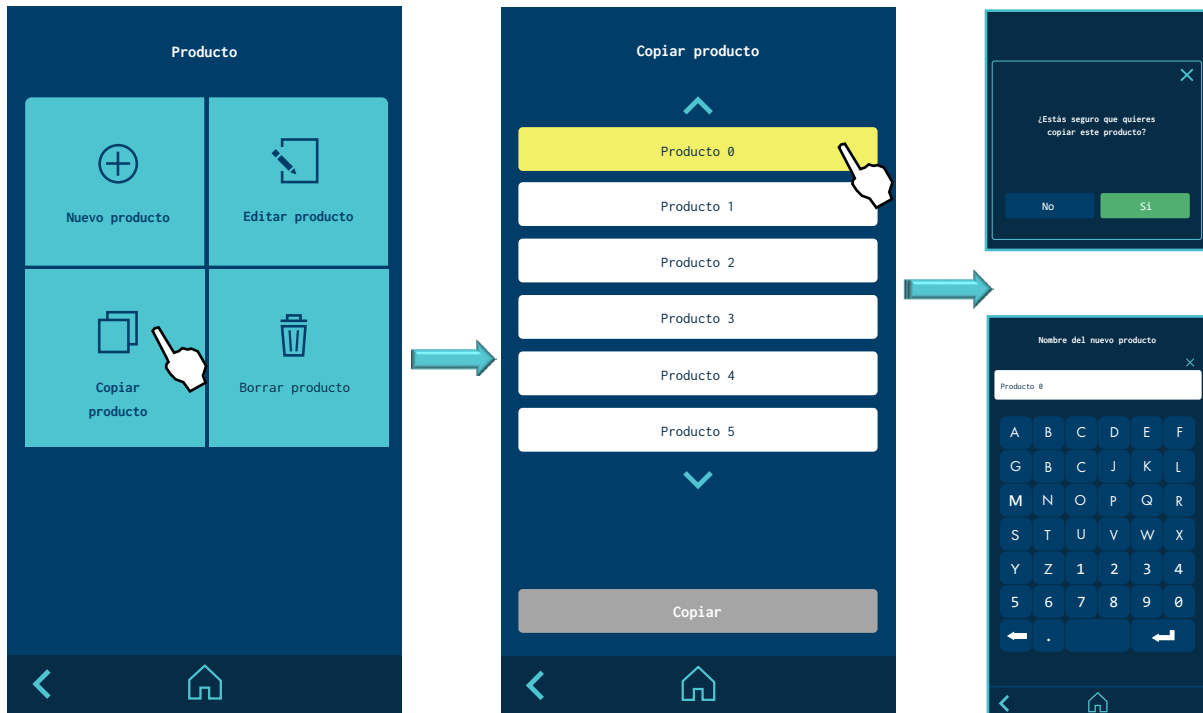 Producto
Nuevo producto
Editar producto
Copiar
producto
Borrar producto
Copiar producto
Producto 0
Producto 1
Producto 2
Producto 3
Producto 4
Producto 5
Copiar
¿Estás seguro que quieres
copiar este producto?
No
Si
Nombre del nuevo producto
Producto 0
A B C D E F
G B C J K L
M N O P Q R
S T U V W X
Y Z 1 2 3 4
5 6 7 8 9 0
.